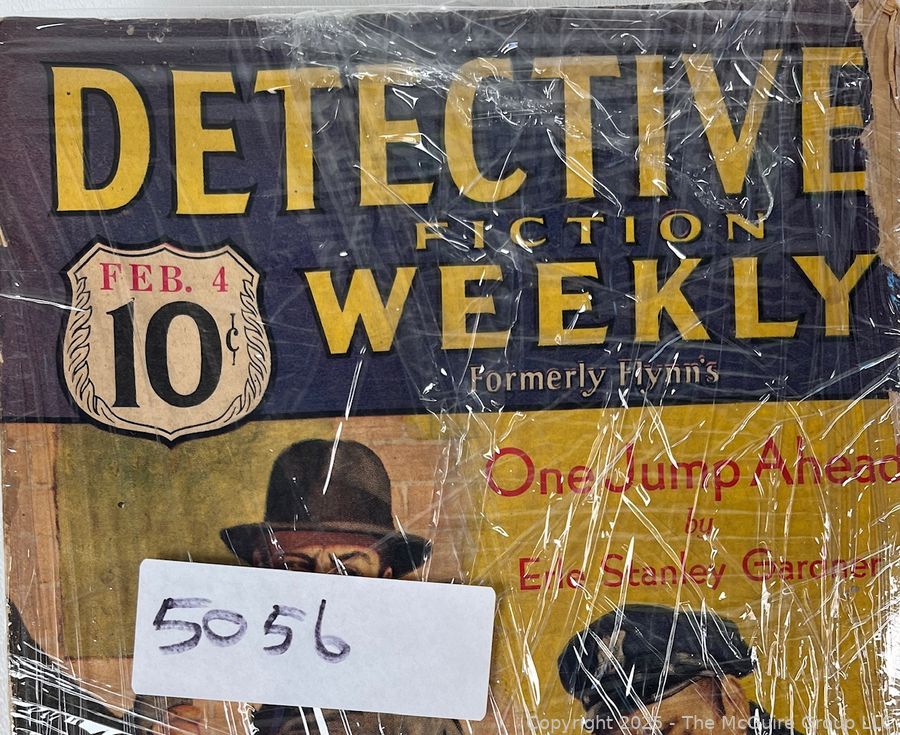 DETECTIVE
FICTION
WEEKLY
Formerly Flynn's
FEB. 4
10¢
One Jump Ahead
by
Erle Stanley Gardner
5056
Copyright 2025 - The McGuire Group LLC